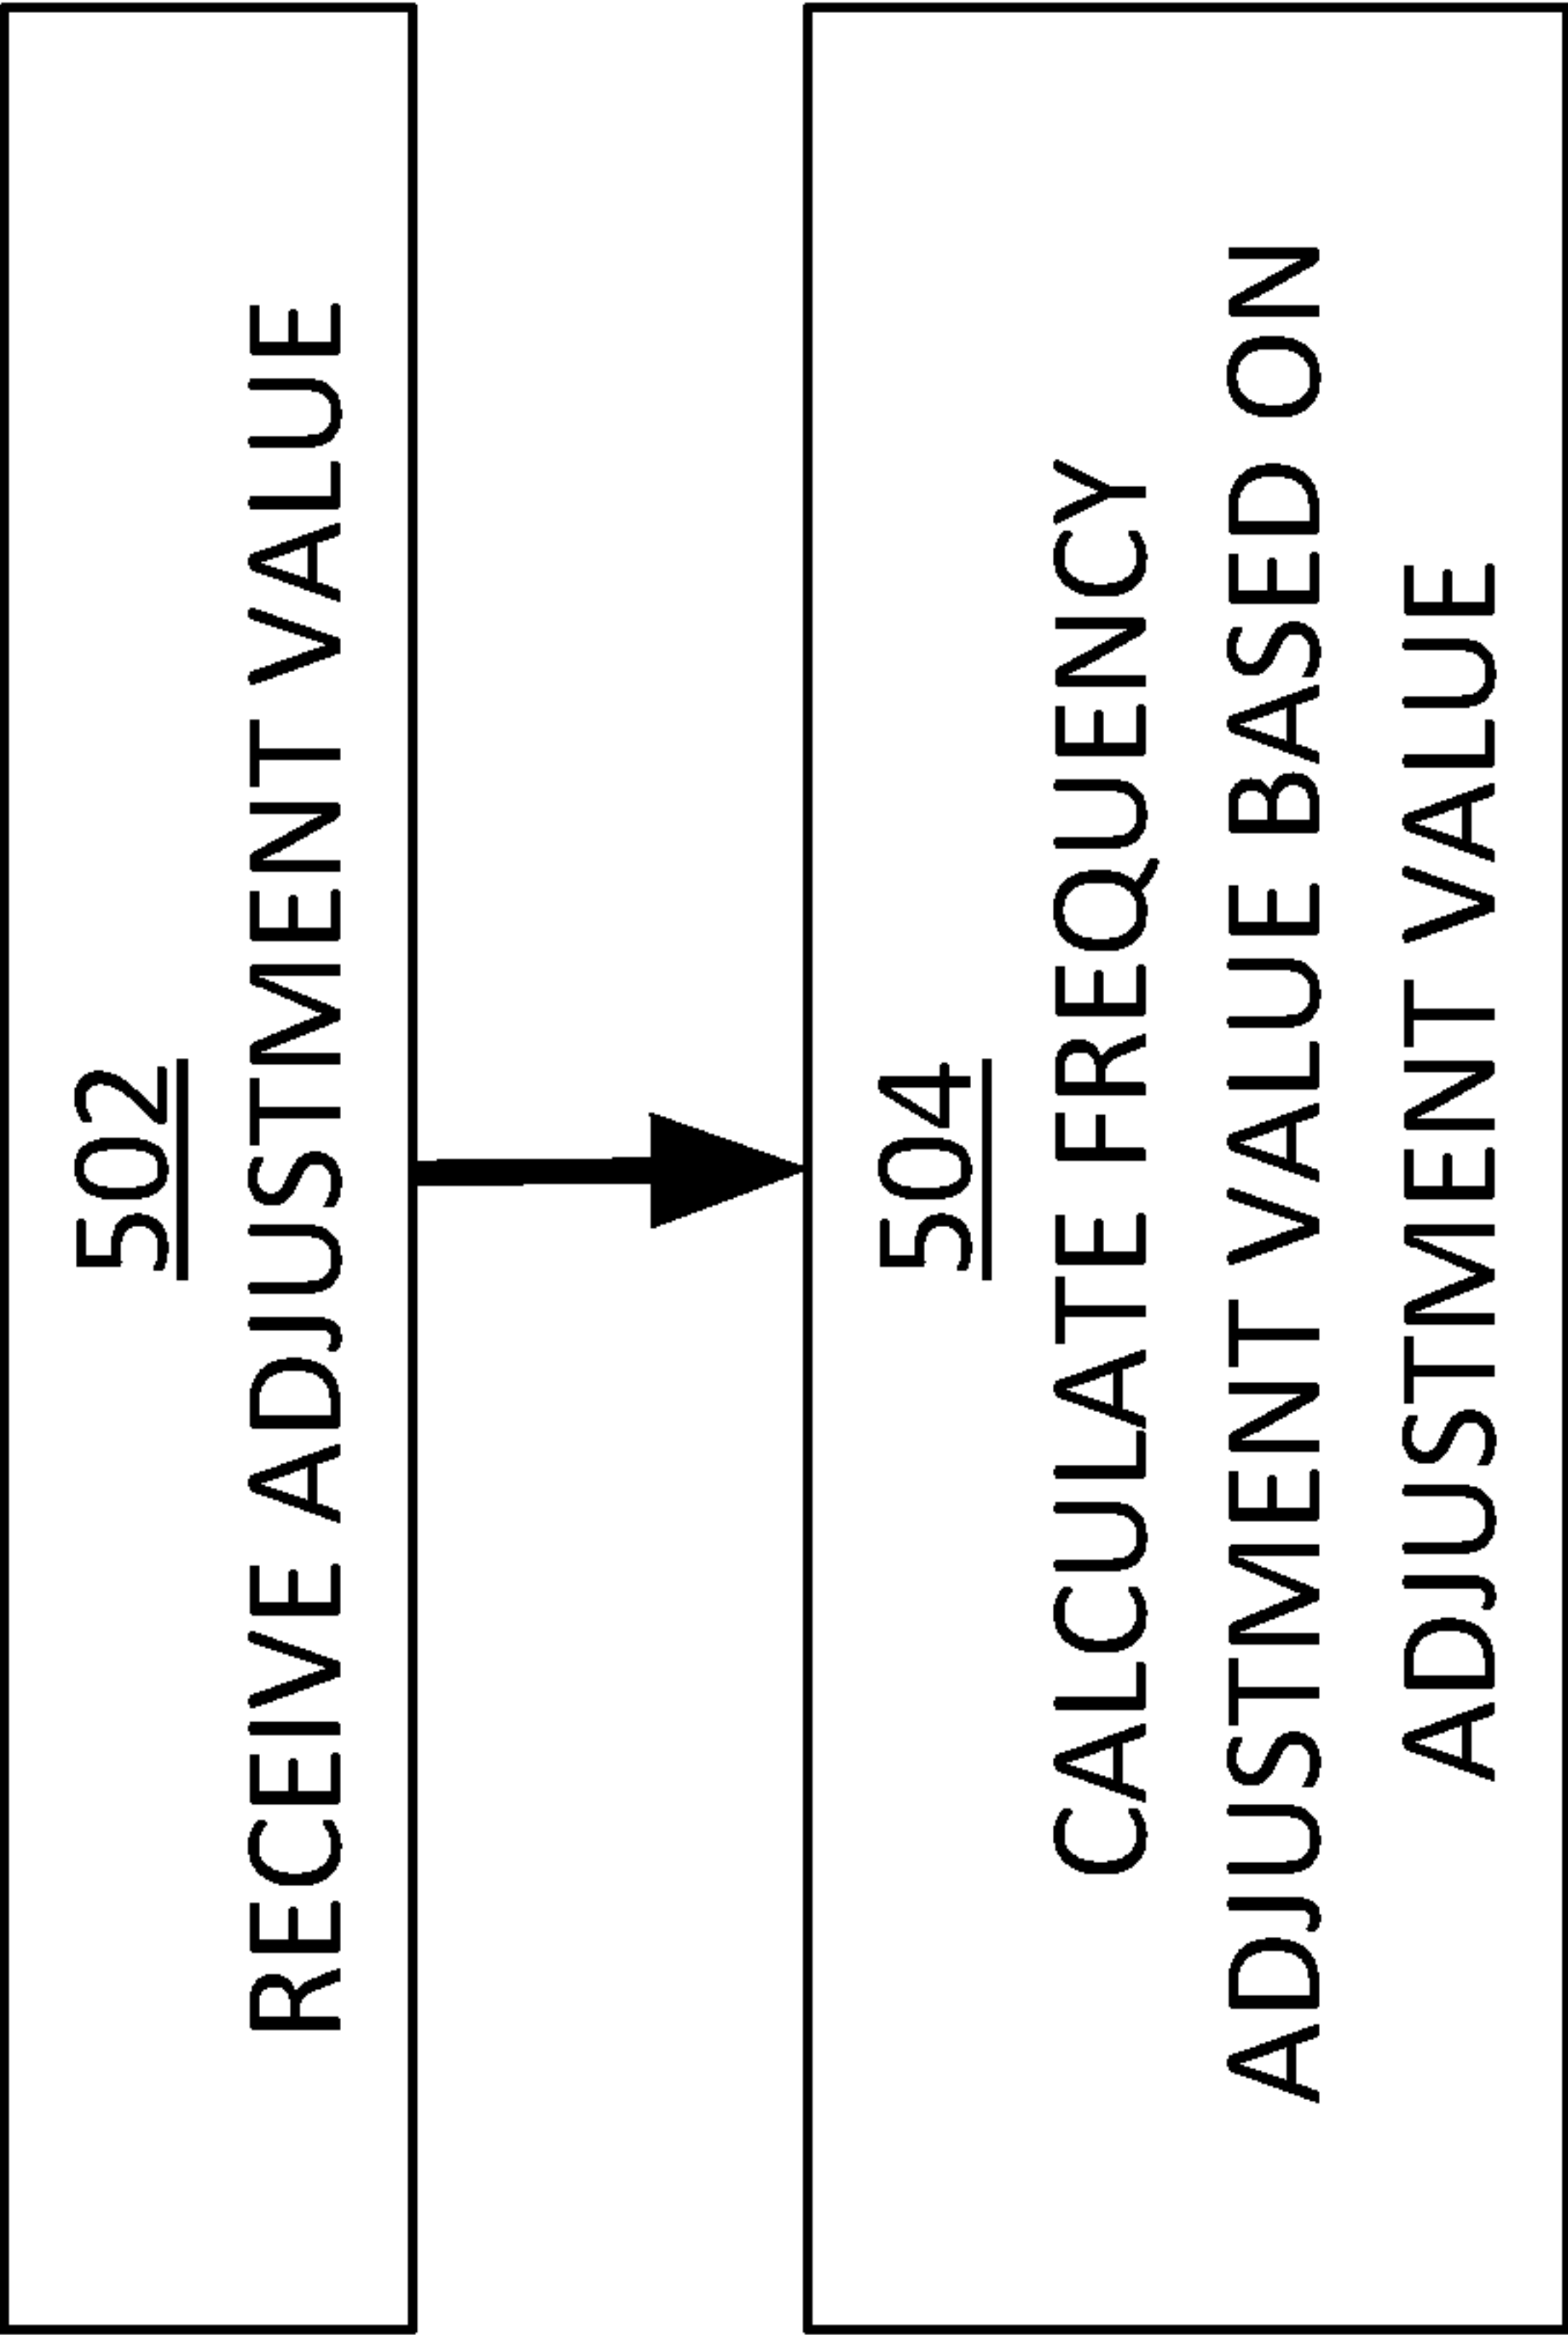 502
RECEIVE ADJUSTMENT VALUE
504
CALCULATE FREQUENCY
ADJUSTMENT VALUE BASED ON
ADJUSTMENT VALUE